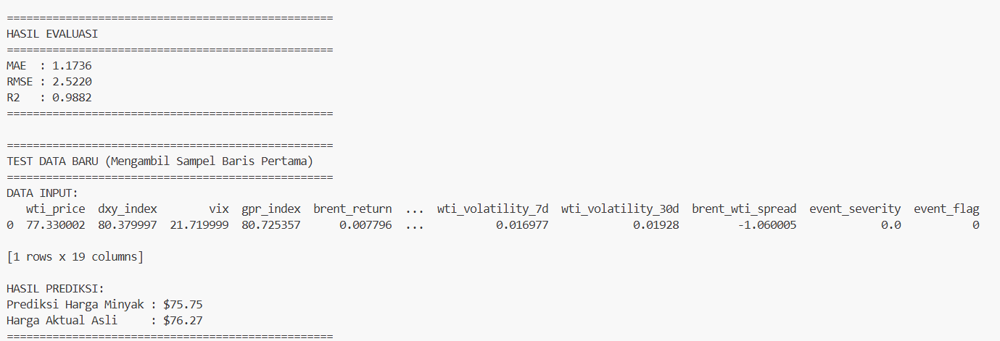 ==================================================
HASIL EVALUASI
==================================================
MAE  : 1.1736
RMSE : 2.5220
R2   : 0.9882
==================================================
==================================================
TEST DATA BARU (Mengambil Sampel Baris Pertama)
==================================================
DATA INPUT:
   wti_price  dxy_index        vix  gpr_index  brent_return  ...  wti_volatility_7d  wti_volatility_30d  brent_wti_spread  event_severity  event_flag
0  77.330002  80.379997  21.719999  80.725357      0.007796  ...           0.016977             0.01928         -1.060005             0.0           0
[1 rows x 19 columns]
HASIL PREDIKSI:
Prediksi Harga Minyak : $75.75
Harga Aktual Asli     : $76.27
==================================================